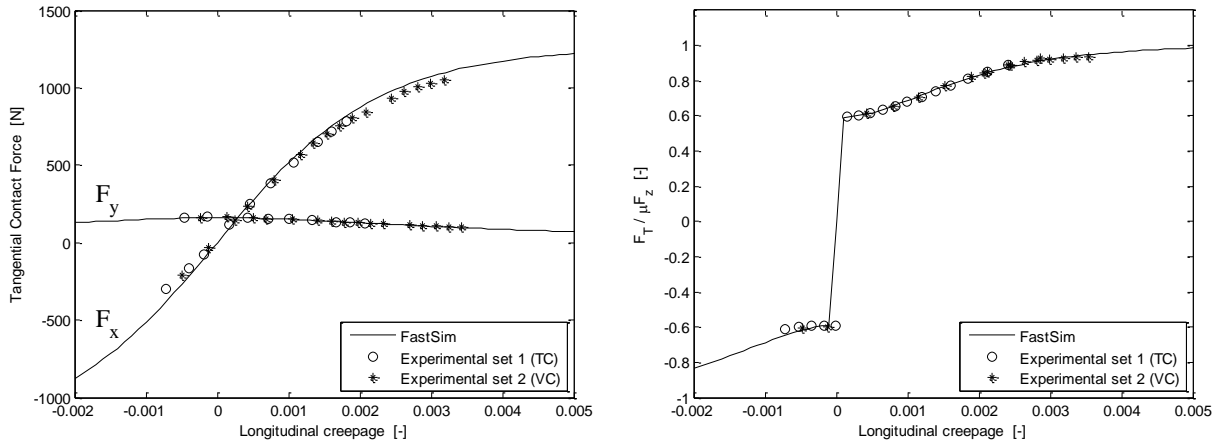 1500
1000
500
0
-500
-1000
-0.002
-0.001
0
0.001
0.002
0.003
0.004
0.005
Tangential Contact Force [N]
Longitudinal creepage [-]
F_y
F_x
FastSim
Experimental set 1 (TC)
Experimental set 2 (VC)
1
0.8
0.6
0.4
0.2
0
-0.2
-0.4
-0.6
-0.8
-1
-0.002
-0.001
0
0.001
0.002
0.003
0.004
0.005
F_T / μF_z [-]
Longitudinal creepage [-]
FastSim
Experimental set 1 (TC)
Experimental set 2 (VC)